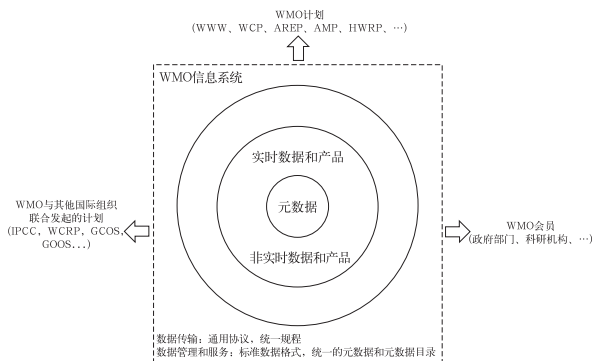 WMO计划
(WWW、WCP、AREP、AMP、HWRP、…)
WMO信息系统
实时数据和产品
元数据
非实时数据和产品
WMO与其他国际组织
联合发起的计划
(IPCC，WCRP，GCOS，
GOOS...)
WMO会员
(政府部门、科研机构、…)
数据传输：通用协议，统一规程
数据管理和服务：标准数据格式，统一的元数据和元数据目录